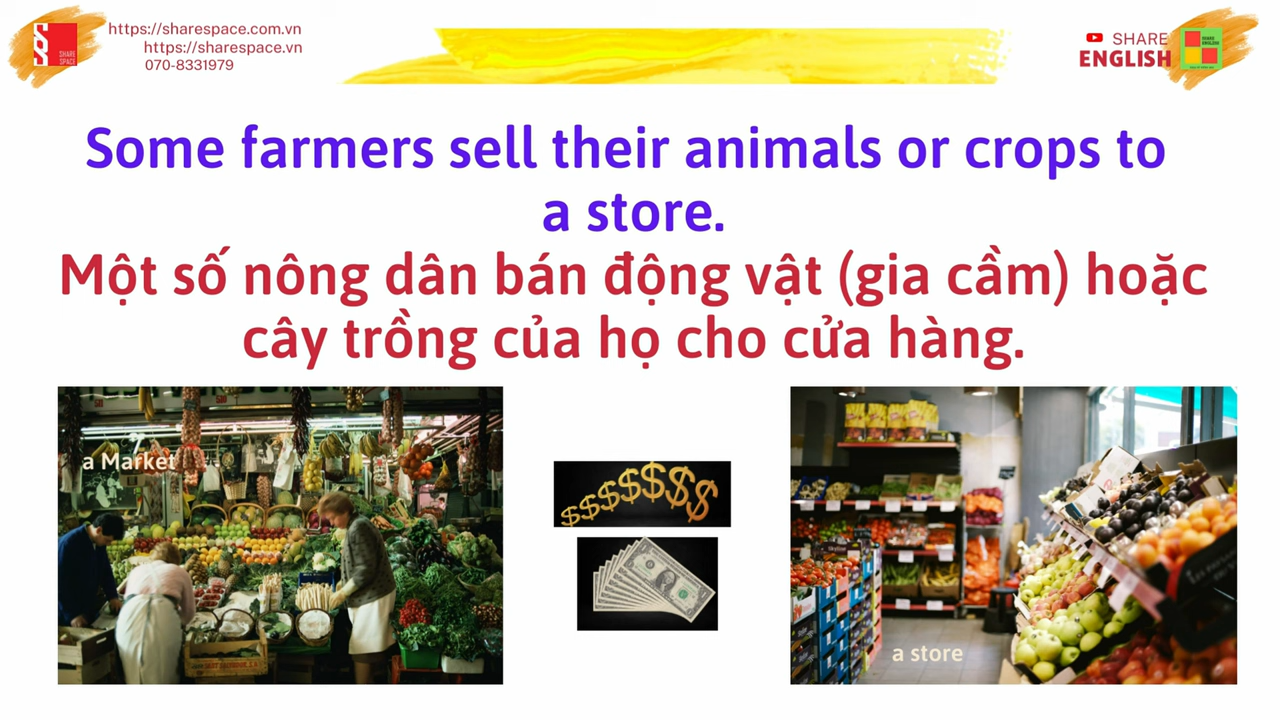 https://sharespace.com.vn
https://sharespace.vn
070-8331979
SHARE
SPACE
SHARE
ENGLISH
Some farmers sell their animals or crops to
a store.
Một số nông dân bán động vật (gia cầm) hoặc
cây trồng của họ cho cửa hàng.
a Market
$$$$$$$$
a store